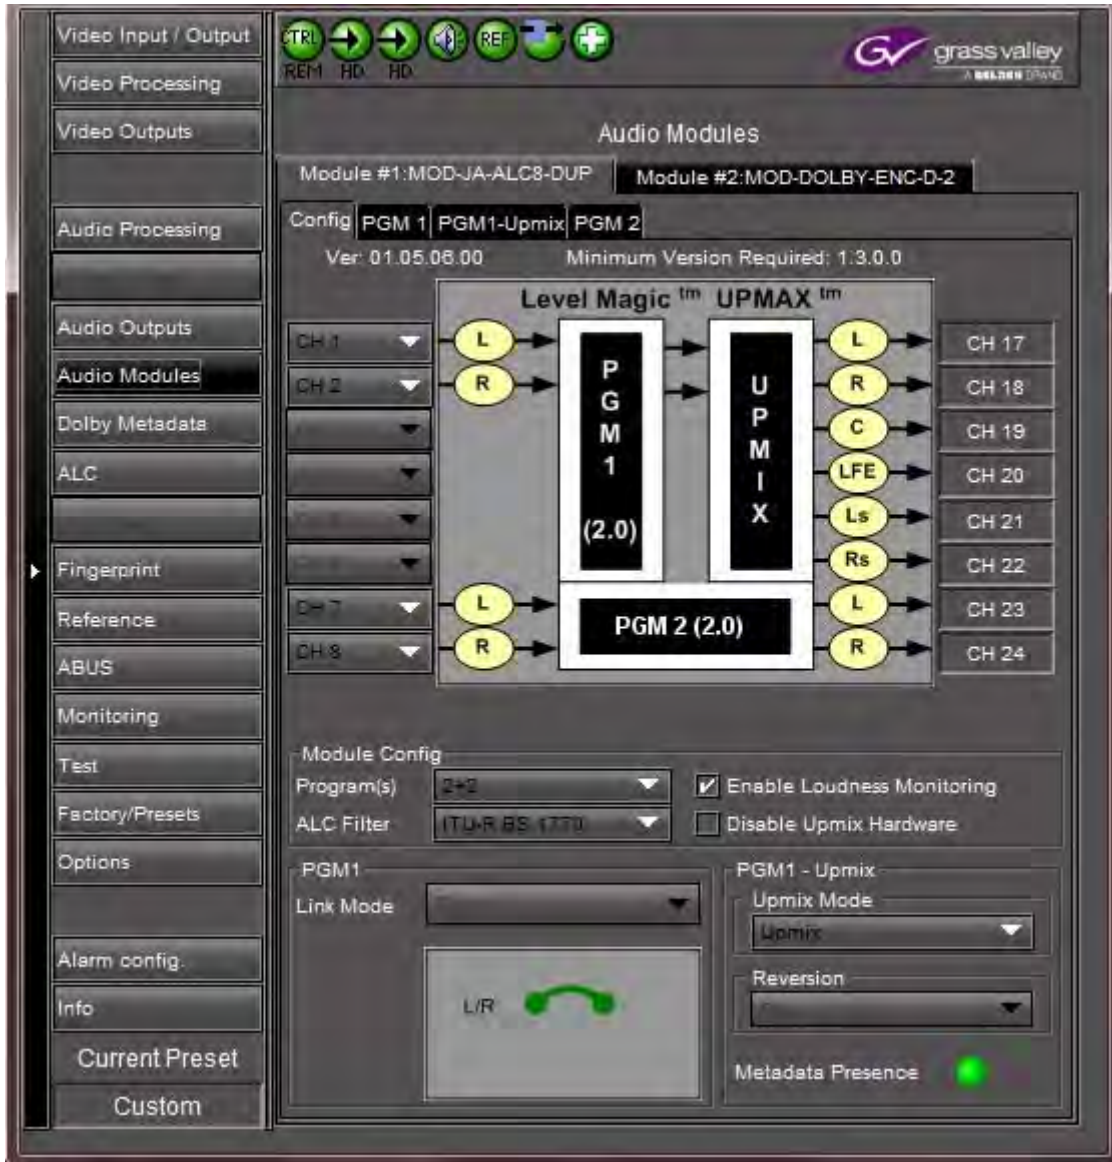 Video Input / Output
Video Processing
Video Outputs
Audio Processing
Audio Outputs
Audio Modules
Dolby Metadata
ALC
Fingerprint
Reference
ABUS
Monitoring
Test
Factory/Presets
Options
Alarm config.
Info
Current Preset
Custom
CTRL REF
REM HD HD
GV grass valley
A BELDEN BRAND
Audio Modules
Module #1:MOD-JA-ALC8-DUP Module #2:MOD-DOLBY-ENC-D-2
Config PGM 1 PGM1-Upmix PGM 2
Ver: 01.05.06.00 Minimum Version Required: 1.3.0.0
Level Magic tm UPMAX tm
CH 1 L L CH 17
CH 2 R R CH 18
C CH 19
LFE CH 20
Ls CH 21
Rs CH 22
PGM1 (2.0)
UPMIX
CH 7 L L CH 23
PGM 2 (2.0)
CH 8 R R CH 24
Module Config
Program(s) 2+2 Enable Loudness Monitoring
ALC Filter ITU-R BS 1770 Disable Upmix Hardware
PGM1
Link Mode
L/R
PGM1 - Upmix
Upmix Mode
Upmix
Reversion
Metadata Presence